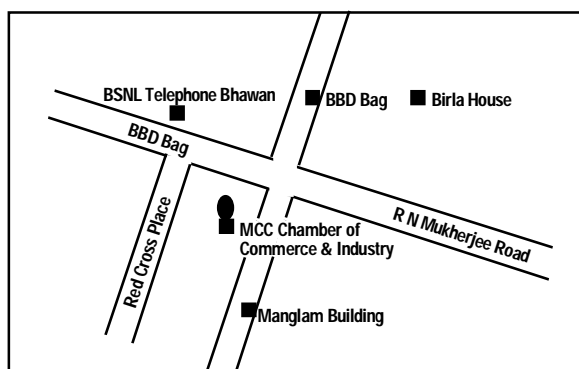 BSNL Telephone Bhawan
BBD Bag
Birla House
BBD Bag
Red Cross Place
MCC Chamber of
Commerce & Industry
R N Mukherjee Road
Manglam Building